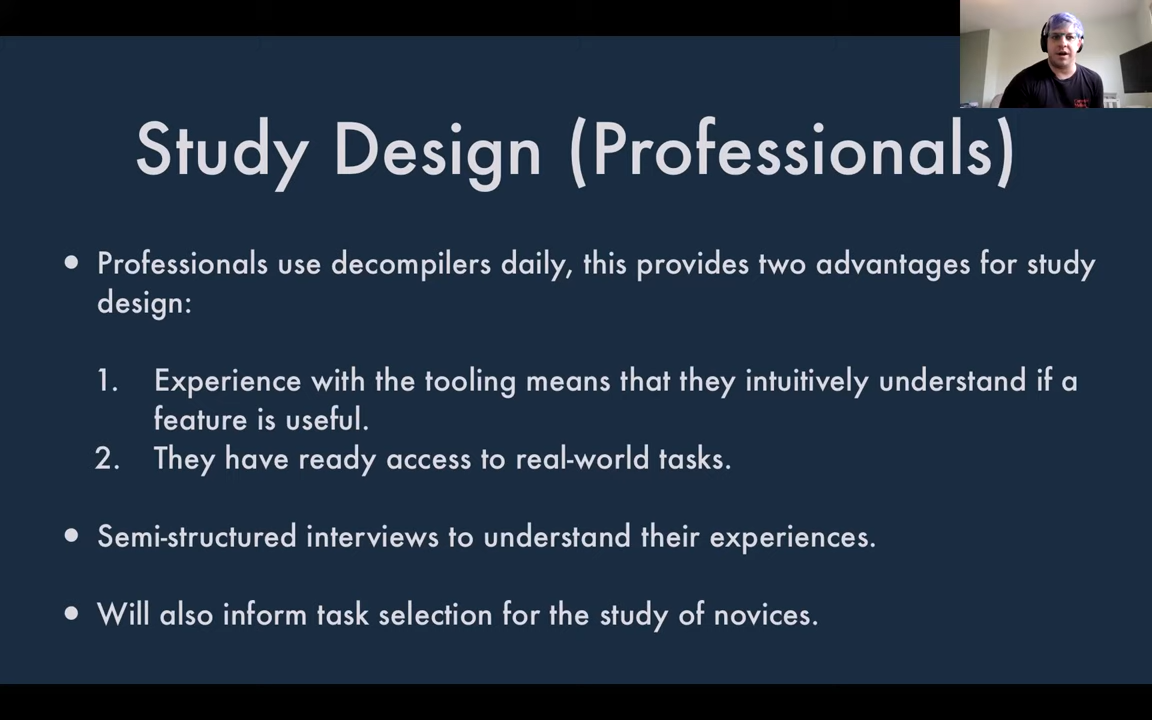 Study Design (Professionals)
• Professionals use decompilers daily, this provides two advantages for study
design:
1. Experience with the tooling means that they intuitively understand if a
feature is useful.
2. They have ready access to real-world tasks.
• Semi-structured interviews to understand their experiences.
• Will also inform task selection for the study of novices.